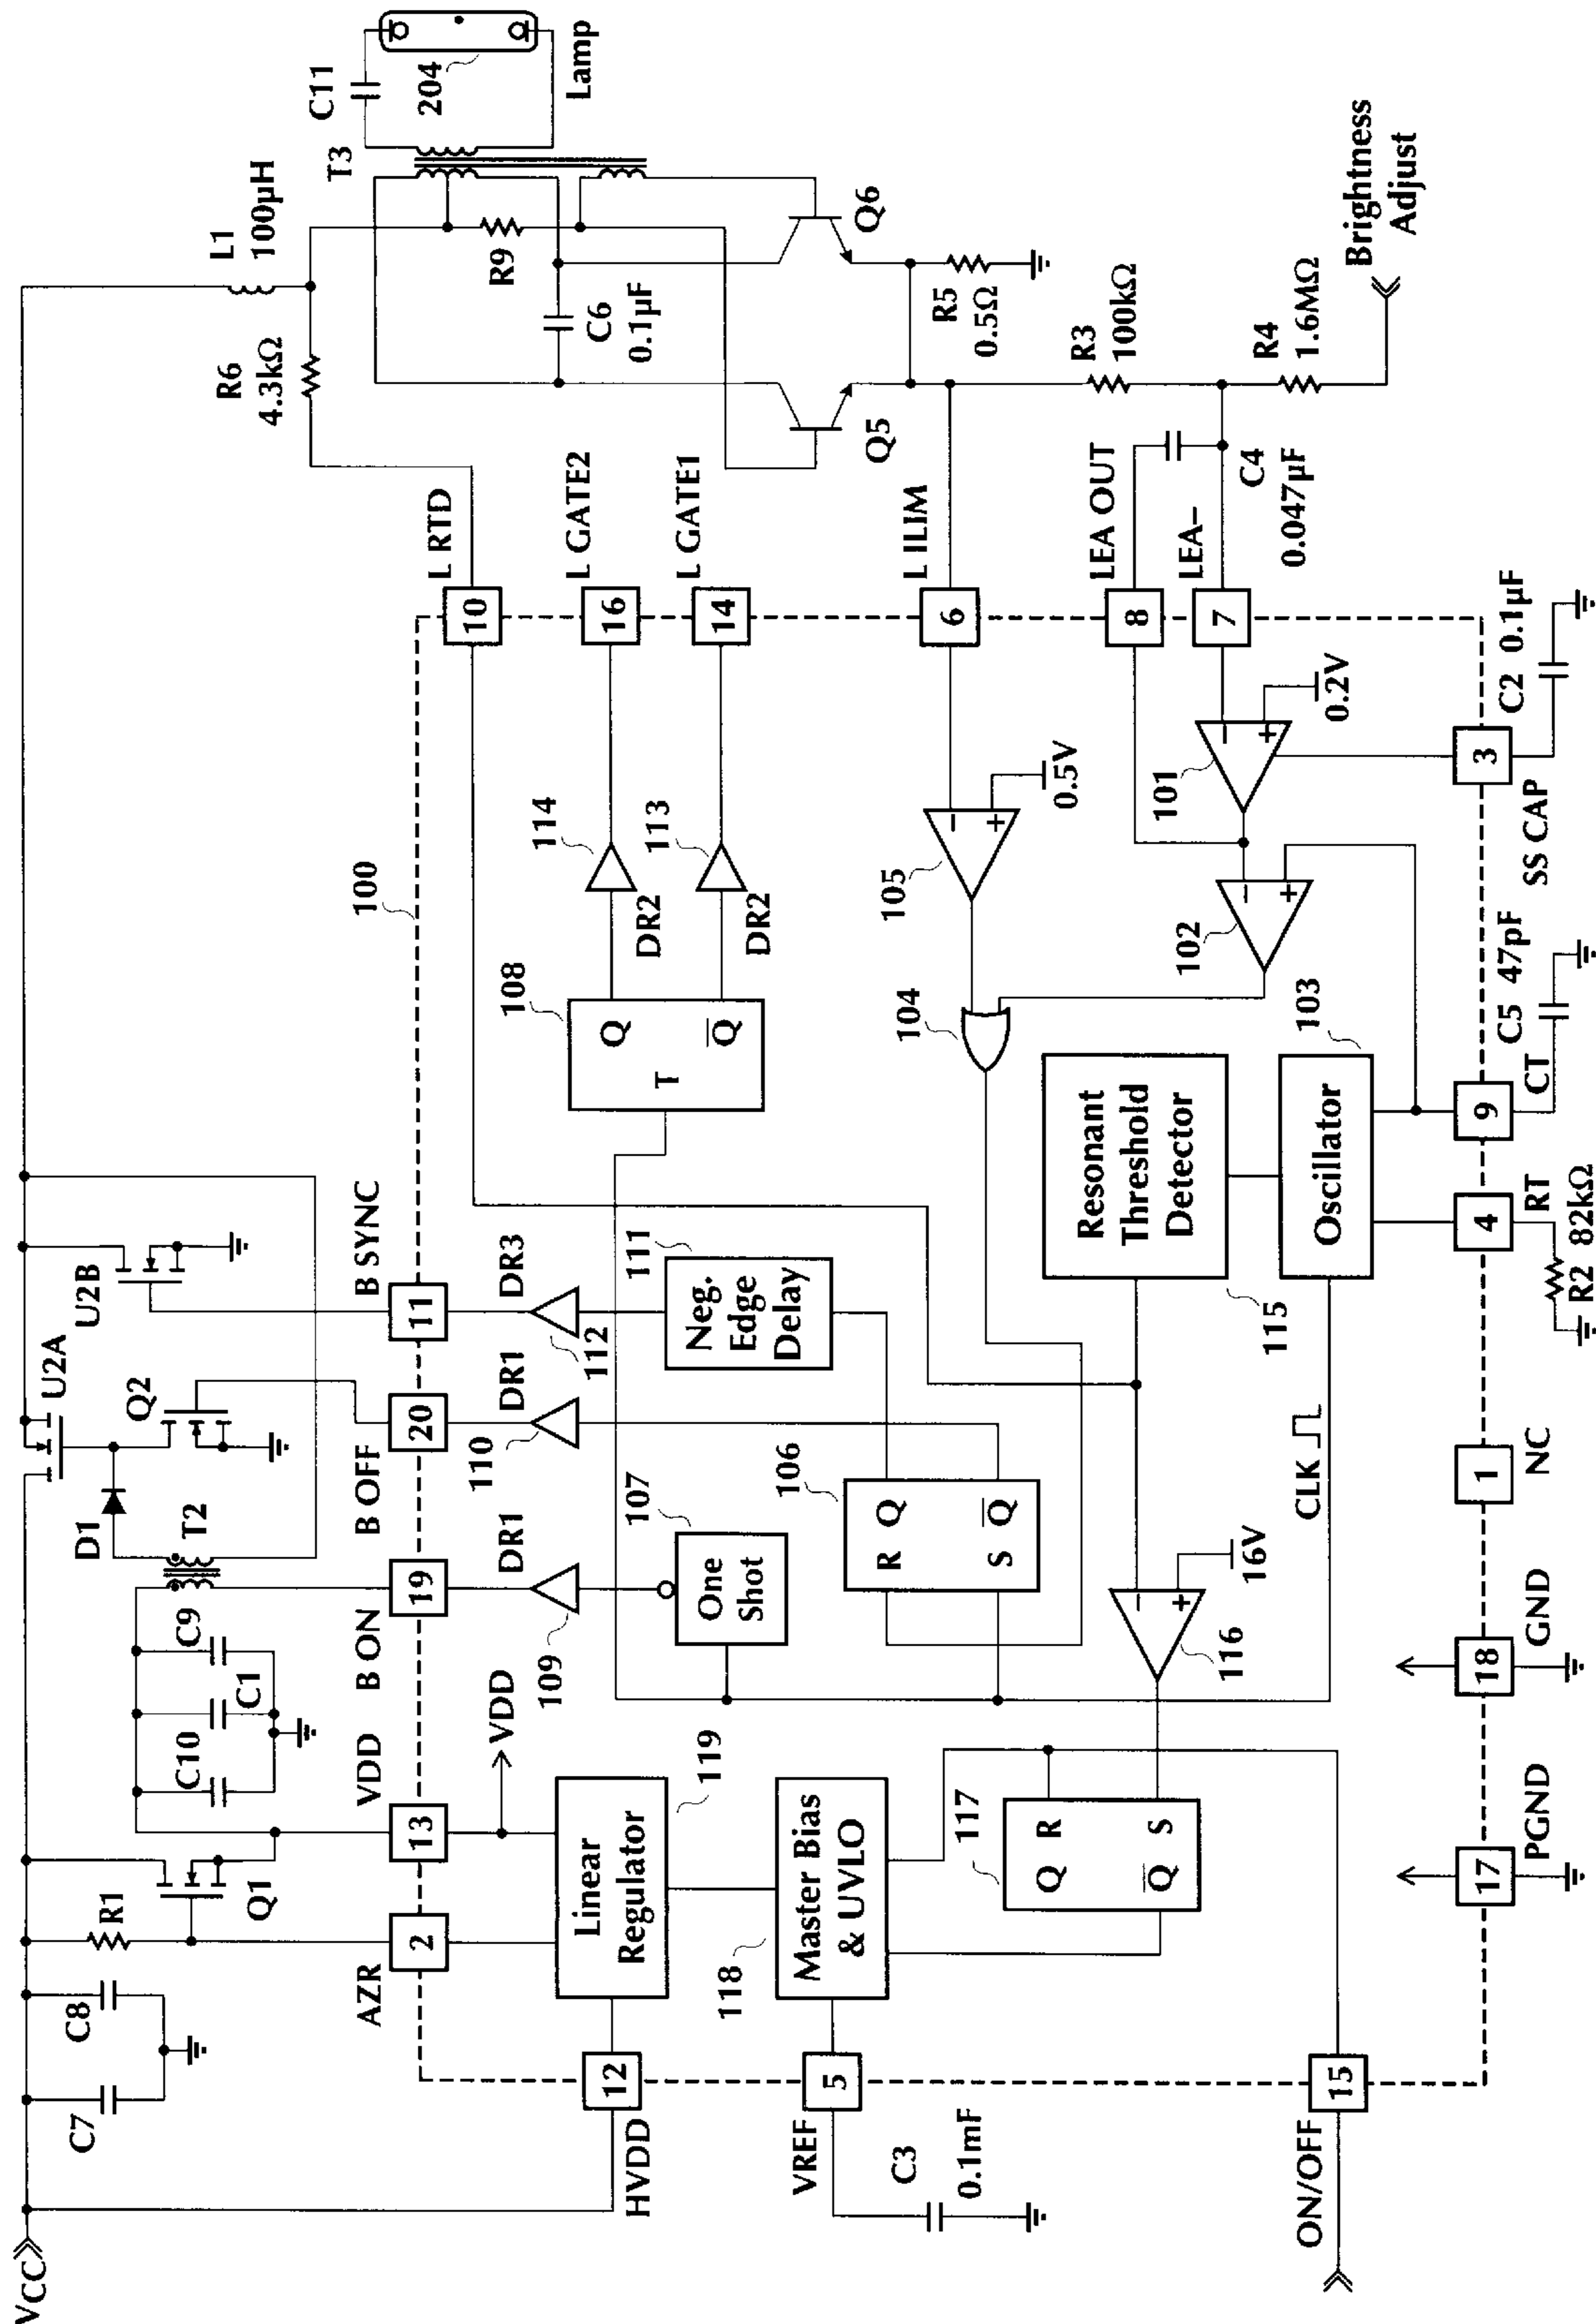 VCC
C7
C8
R1
Q1
C10
C1
C9
T2
D1
Q2
U2A
U2B
L1
100μH
R6
4.3kΩ
T3
C11
204
Lamp
R9
C6
0.1μF
Q5
Q6
R5
0.5Ω
R3
100kΩ
R4
1.6MΩ
Brightness
Adjust
C4
0.047μF
HVDD
12
AZR
2
VDD
13
B ON
19
B OFF
20
B SYNC
11
100
L RTD
10
L GATE2
16
L GATE1
14
L ILIM
6
LEA OUT
8
LEA–
7
VDD
Linear
Regulator
119
DR1
109
One
Shot
107
DR1
110
DR3
112
Neg.
Edge
Delay
111
108
Q
T
Q
DR2
114
DR2
113
VREF
5
C3
0.1mF
Master Bias
& UVLO
118
117
Q
R
Q
S
106
R
Q
S
Q
16V
116
CLK
Resonant
Threshold
Detector
115
Oscillator
103
104
105
0.5V
102
101
0.2V
ON/OFF
15
17
PGND
18
GND
1
NC
4
RT
R2 82kΩ
9
CT
C5 47pF
3
SS CAP
C2 0.1μF